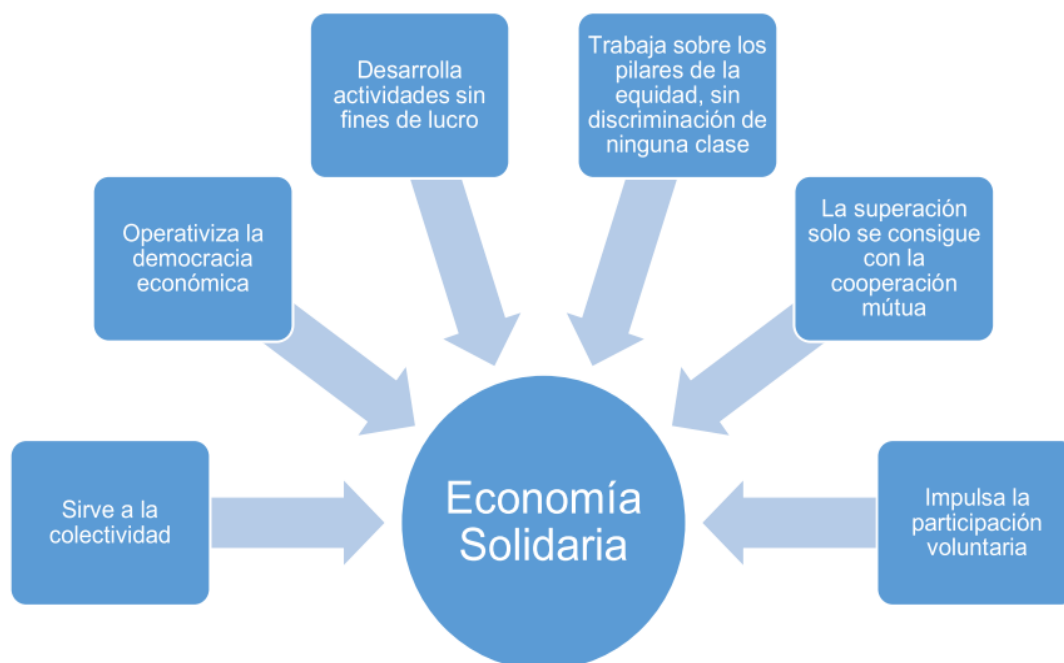 Desarrolla
actividades sin
fines de lucro
Trabaja sobre los
pilares de la
equidad, sin
discriminación de
ninguna clase
Operativiza la
democracia
económica
La superación
solo se consigue
con la
cooperación
mútua
Sirve a la
colectividad
Economía
Solidaria
Impulsa la
participación
voluntaria